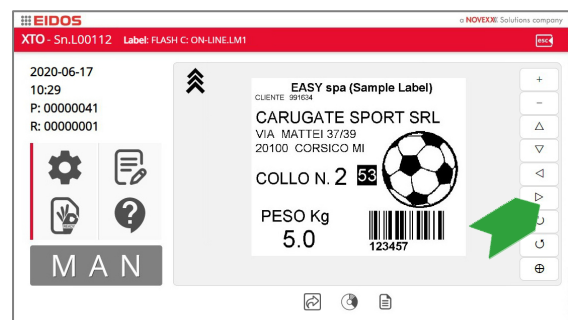 EIDOS
a NOVEXX Solutions company
XTO - Sn.L00112 Label: FLASH C: ON-LINE.LM1
esc
2020-06-17
10:29
P: 00000041
R: 00000001
M A N
EASY spa (Sample Label)
CLIENTE 991634
CARUGATE SPORT SRL
VIA MATTEI 37/39
20100 CORSICO MI
COLLO N. 2 53
PESO Kg
5.0
123457